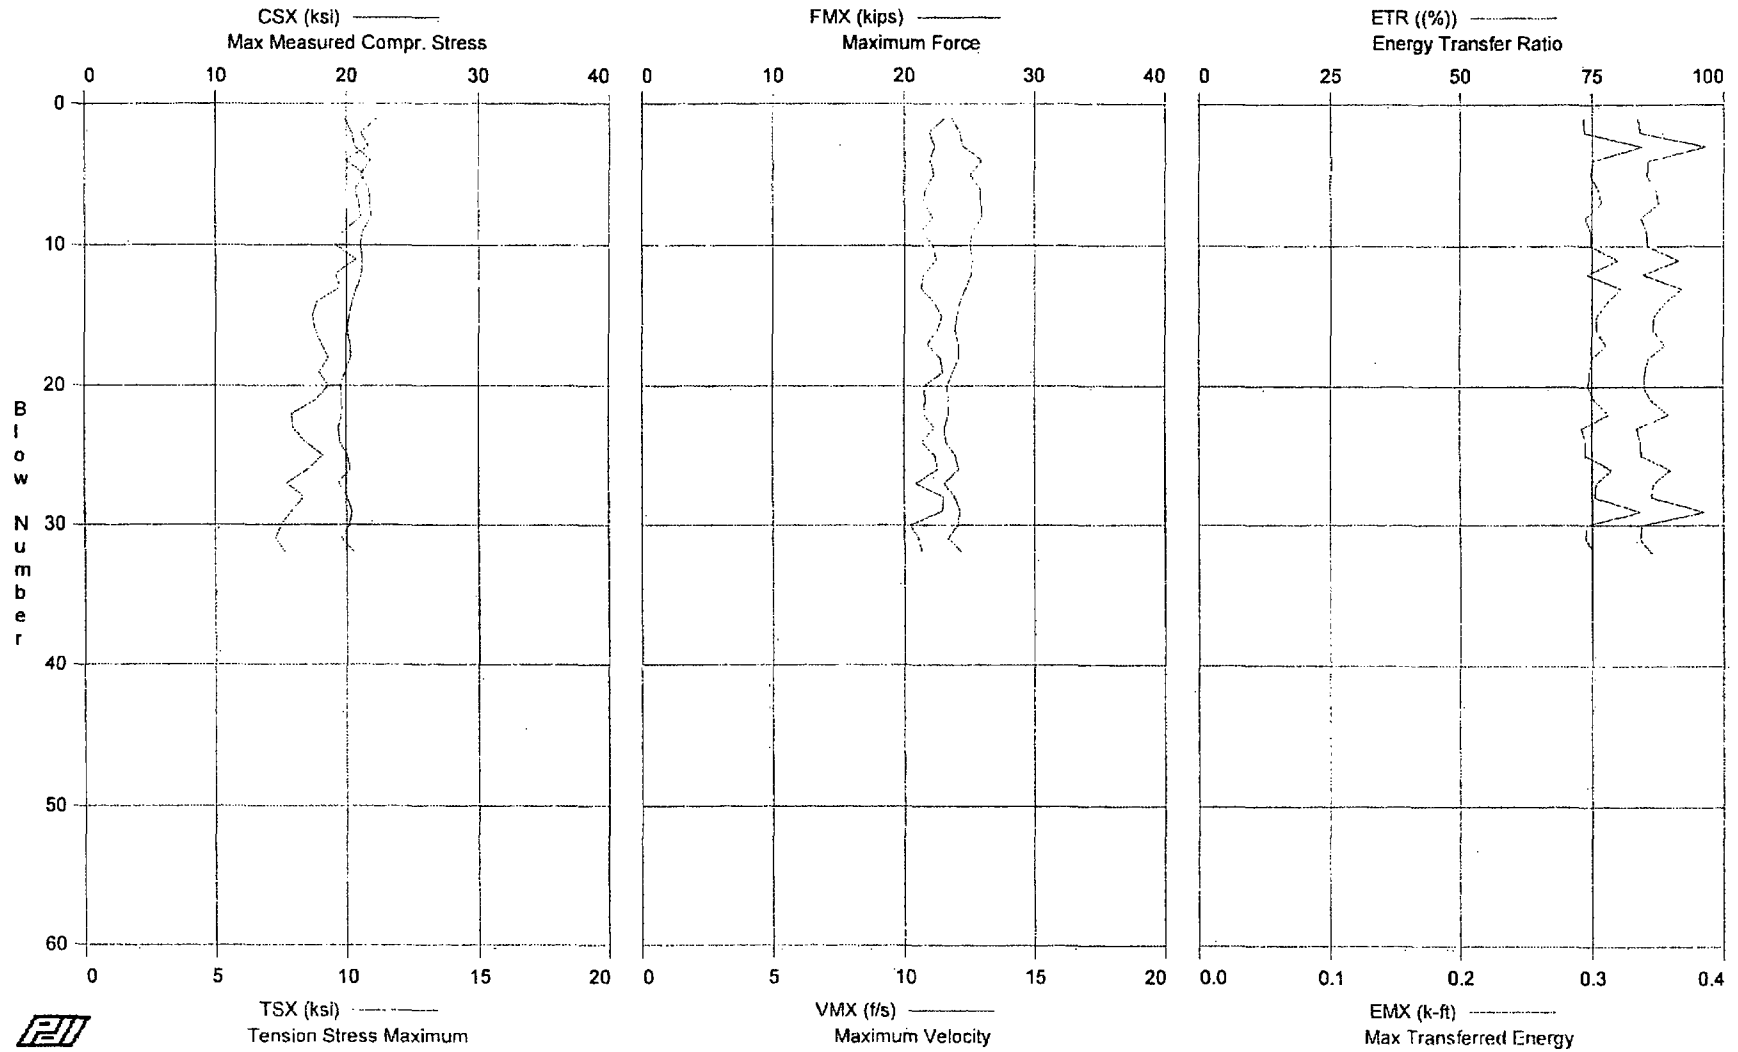 CSX (ksi)
Max Measured Compr. Stress
FMX (kips)
Maximum Force
ETR ((%))
Energy Transfer Ratio
0 10 20 30 40
0 10 20 30 40
0 25 50 75 100
0
10
20
30
40
50
60
Blow Number
0 5 10 15 20
0 5 10 15 20
0.0 0.1 0.2 0.3 0.4
TSX (ksi)
Tension Stress Maximum
VMX (f/s)
Maximum Velocity
EMX (k-ft)
Max Transferred Energy
PDI